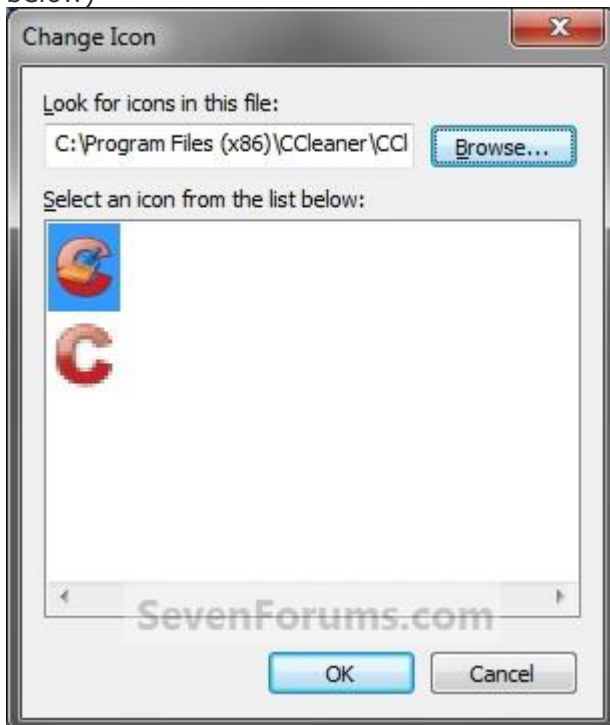 below)
Change Icon
Look for icons in this file:
C:\Program Files (x86)\CCleaner\CCl
Browse...
Select an icon from the list below:
SevenForums.com
OK
Cancel